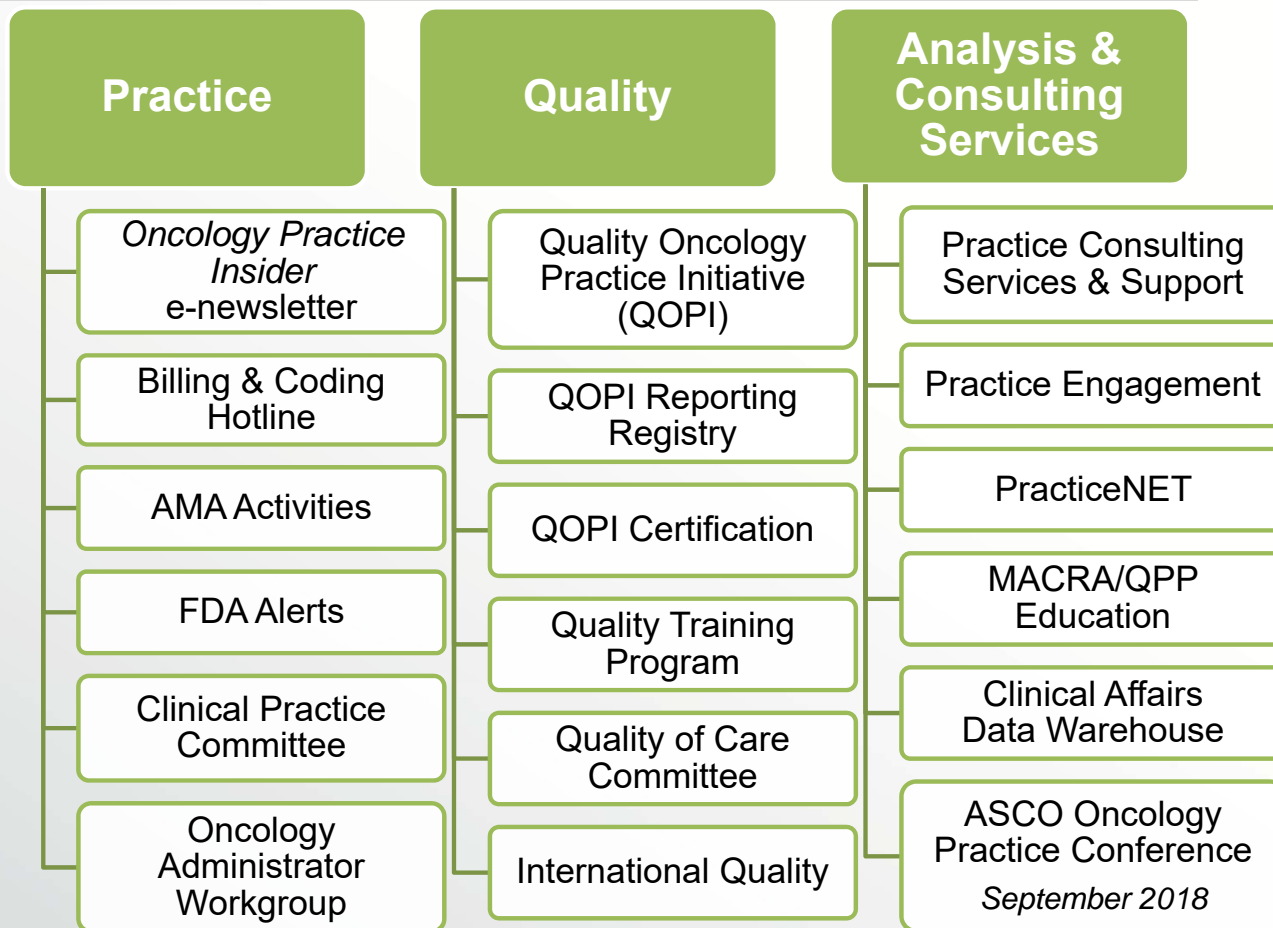 Practice
Oncology Practice
Insider
e-newsletter
Billing & Coding
Hotline
AMA Activities
FDA Alerts
Clinical Practice
Committee
Oncology
Administrator
Workgroup
Quality
Quality Oncology
Practice Initiative
(QOPI)
QOPI Reporting
Registry
QOPI Certification
Quality Training
Program
Quality of Care
Committee
International Quality
Analysis &
Consulting
Services
Practice Consulting
Services & Support
Practice Engagement
PracticeNET
MACRA/QPP
Education
Clinical Affairs
Data Warehouse
ASCO Oncology
Practice Conference
September 2018